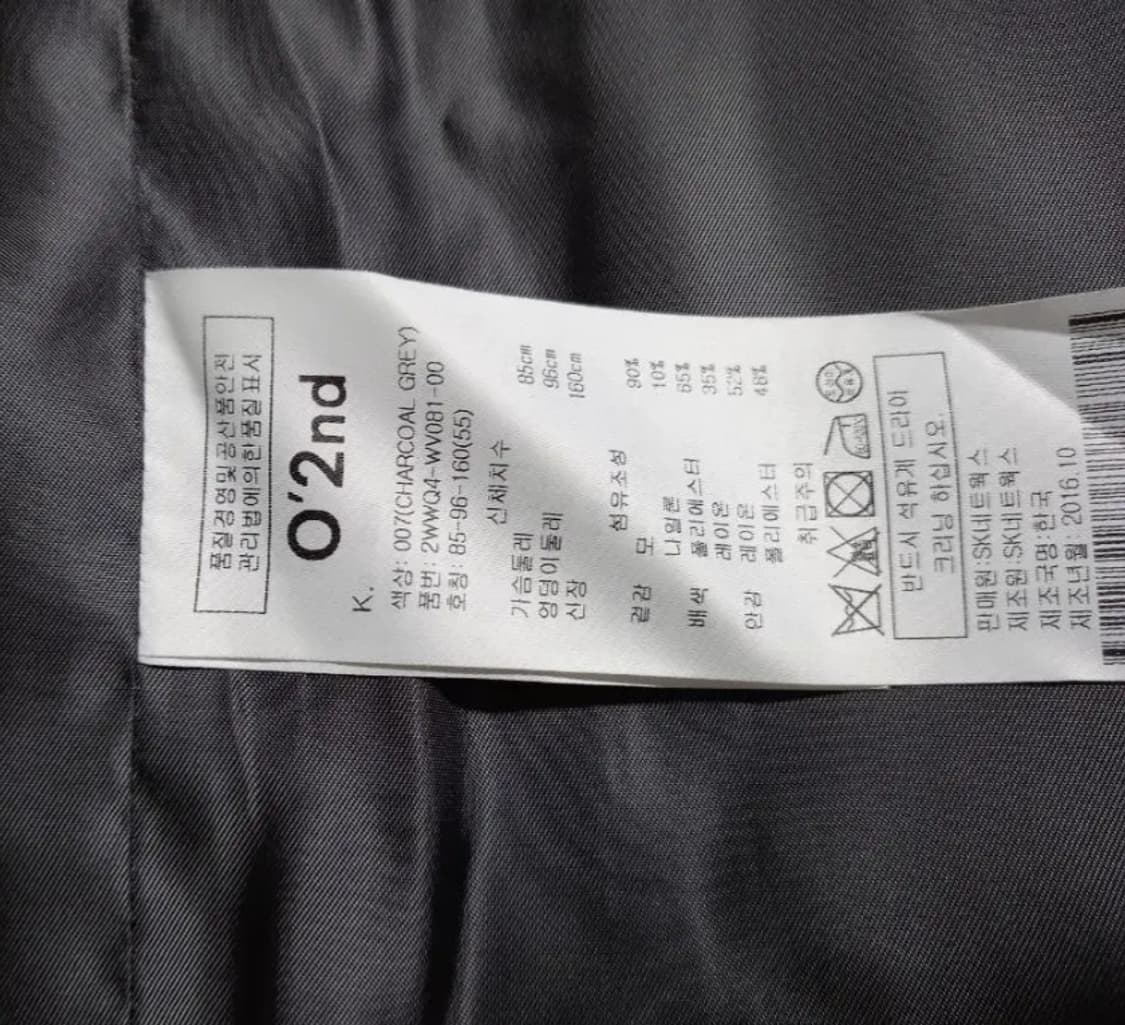 품질경영및공산품안전
관리법에의한품질표시
O'2nd
K.
색상: 007(CHARCOAL GREY)
품번: 2WWQ4-WV081-00
호칭: 85-96-160(55)
신체치수
가슴둘레 85cm
엉덩이둘레 96cm
신장 160cm
섬유조성
겉감 모 90%
나일론 10%
배색 폴리에스터 65%
레이온 35%
안감 레이온 52%
폴리에스터 48%
취급주의
반드시 석유계 드라이
크리닝 하십시오.
판매원:SK네트웍스
제조원:SK네트웍스
제조국명:한국
제조년월: 2016.10